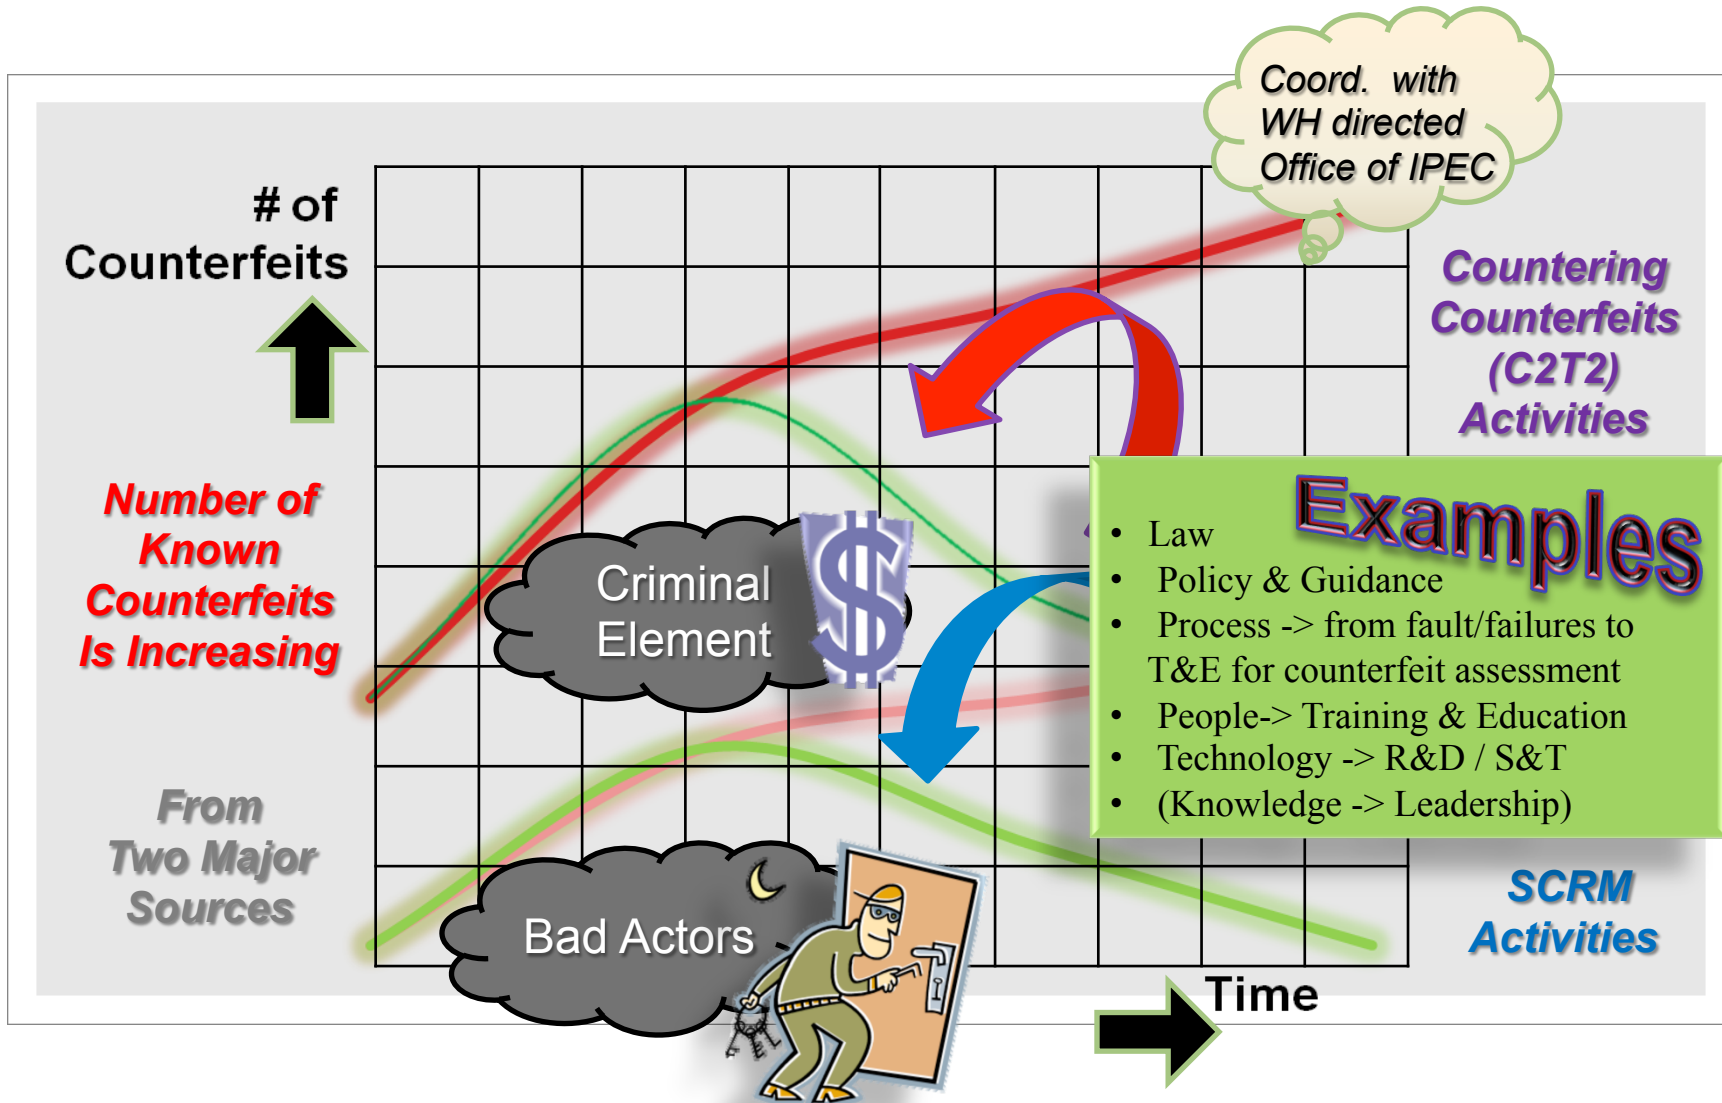 Coord.  with
WH directed
Office of IPEC
# of
Counterfeits
Countering
Counterfeits
(C2T2)
Activities
Number of
Known
Counterfeits
Is Increasing
Criminal
Element
$
Examples
• Law
• Policy & Guidance
• Process -> from fault/failures to
T&E for counterfeit assessment
• People-> Training & Education
• Technology -> R&D / S&T
• (Knowledge -> Leadership)
From
Two Major
Sources
Bad Actors
SCRM
Activities
Time